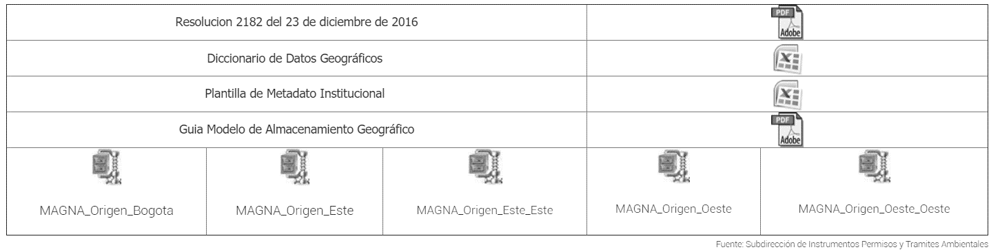 Resolucion 2182 del 23 de diciembre de 2016
PDF
Adobe
Diccionario de Datos Geográficos
X
Plantilla de Metadato Institucional
X
Guia Modelo de Almacenamiento Geográfico
PDF
Adobe
MAGNA_Origen_Bogota
MAGNA_Origen_Este
MAGNA_Origen_Este_Este
MAGNA_Origen_Oeste
MAGNA_Origen_Oeste_Oeste
Fuente: Subdirección de Instrumentos Permisos y Tramites Ambientales